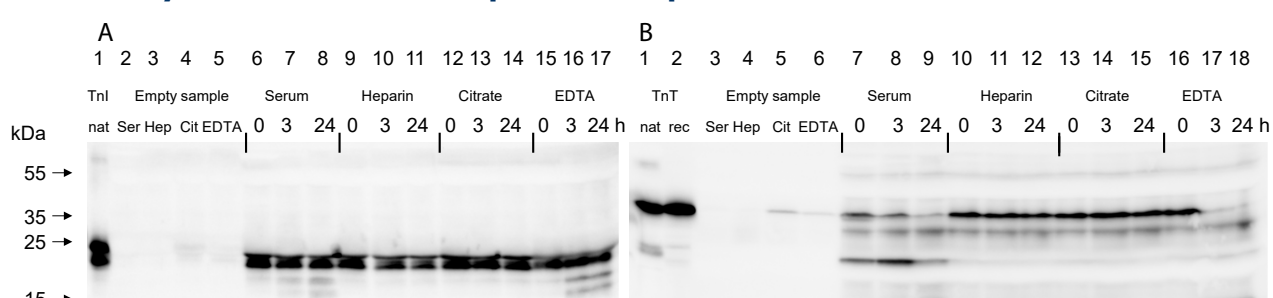 A
1 2 3 4 5 6 7 8 9 10 11 12 13 14 15 16 17
TnI Empty sample Serum Heparin Citrate EDTA
nat Ser Hep Cit EDTA 0 3 24 0 3 24 0 3 24 0 3 24 h
kDa
55
35
25
15
B
1 2 3 4 5 6 7 8 9 10 11 12 13 14 15 16 17 18
TnT Empty sample Serum Heparin Citrate EDTA
nat rec Ser Hep Cit EDTA 0 3 24 0 3 24 0 3 24 0 3 24 h